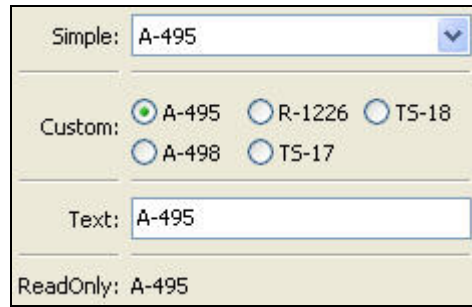 Simple: A-495
Custom: A-495 R-1226 TS-18
A-498 TS-17
Text: A-495
ReadOnly: A-495